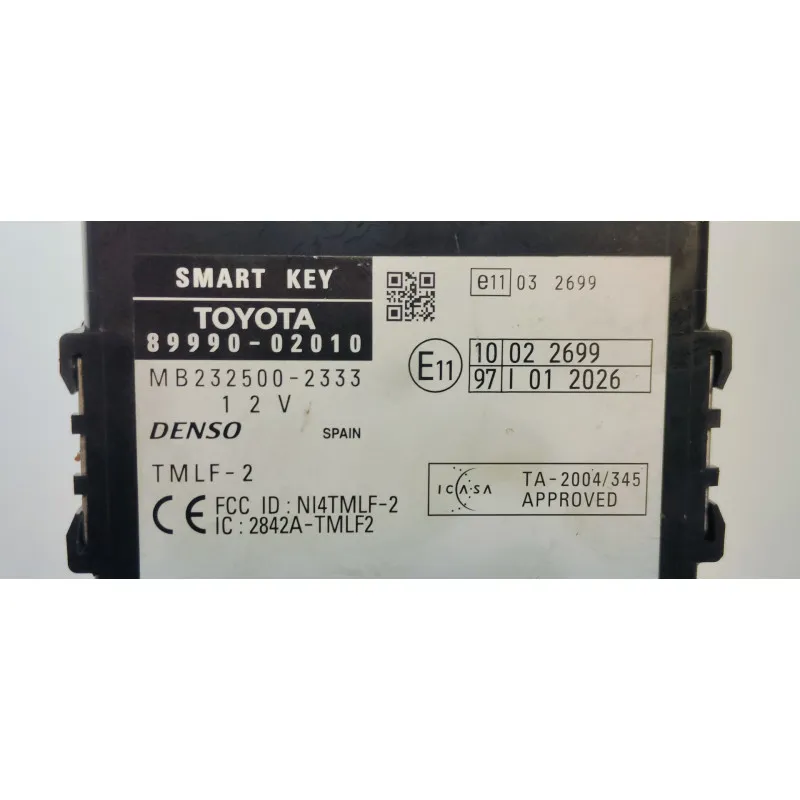 SMART KEY
TOYOTA
89990-02010
MB232500-2333
12V
DENSO SPAIN
TMLF-2
CE FCC ID : NI4TMLF-2
IC : 2842A-TMLF2
e11 03 2699
E11 10 02 2699
97 I 01 2026
ICASA TA-2004/345
APPROVED